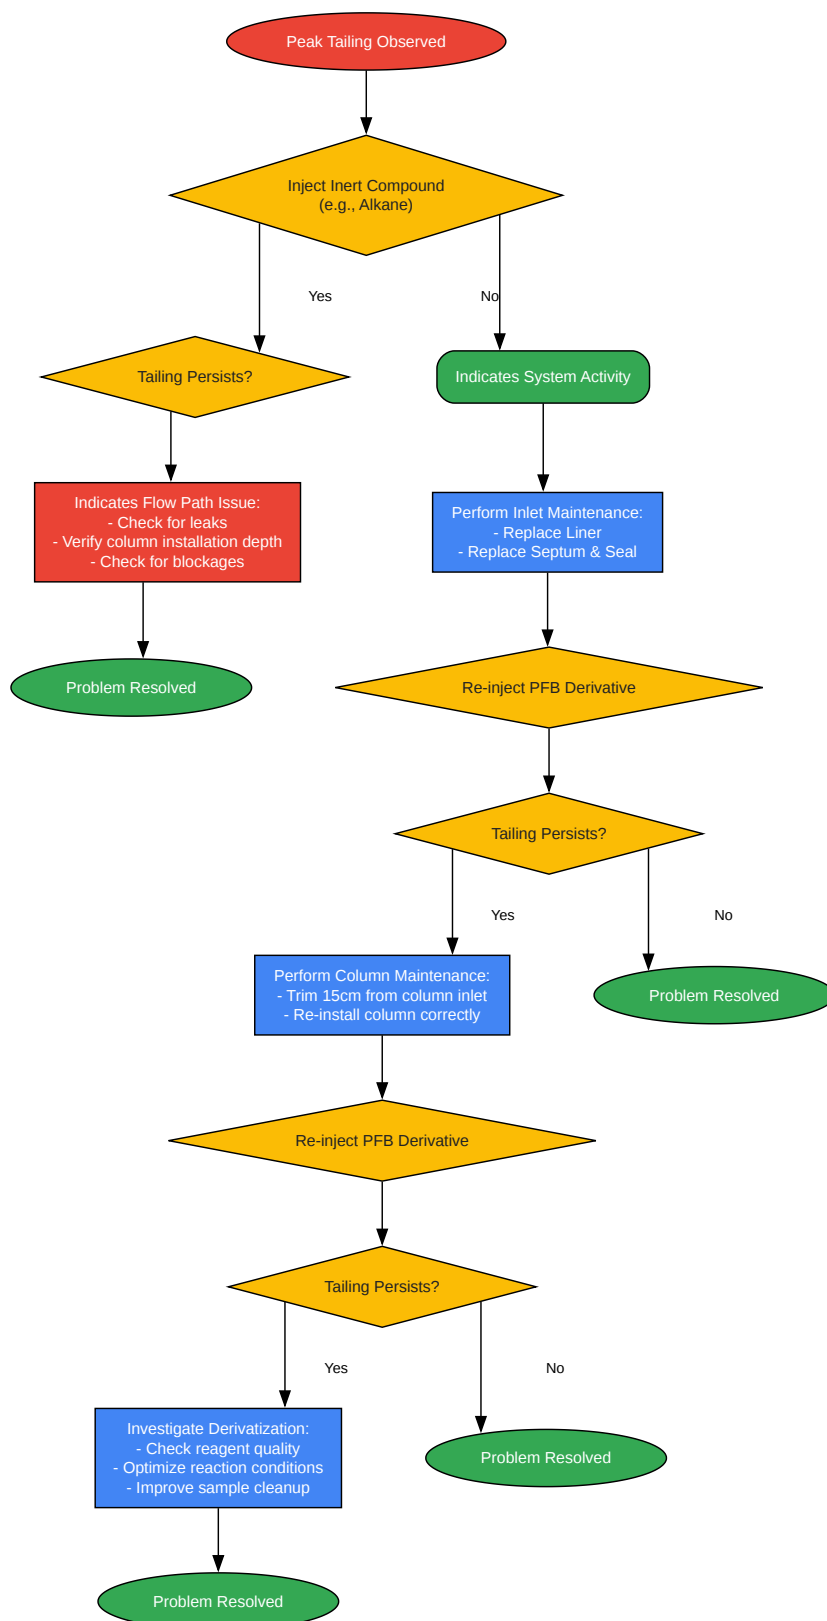 Peak Tailing Observed
Inject Inert Compound
(e.g., Alkane)
Yes
No
Tailing Persists?
Indicates System Activity
Indicates Flow Path Issue:
- Check for leaks
- Verify column installation depth
- Check for blockages
Perform Inlet Maintenance:
- Replace Liner
- Replace Septum & Seal
Problem Resolved
Re-inject PFB Derivative
Tailing Persists?
Yes
No
Perform Column Maintenance:
- Trim 15cm from column inlet
- Re-install column correctly
Problem Resolved
Re-inject PFB Derivative
Tailing Persists?
Yes
No
Investigate Derivatization:
- Check reagent quality
- Optimize reaction conditions
- Improve sample cleanup
Problem Resolved
Problem Resolved